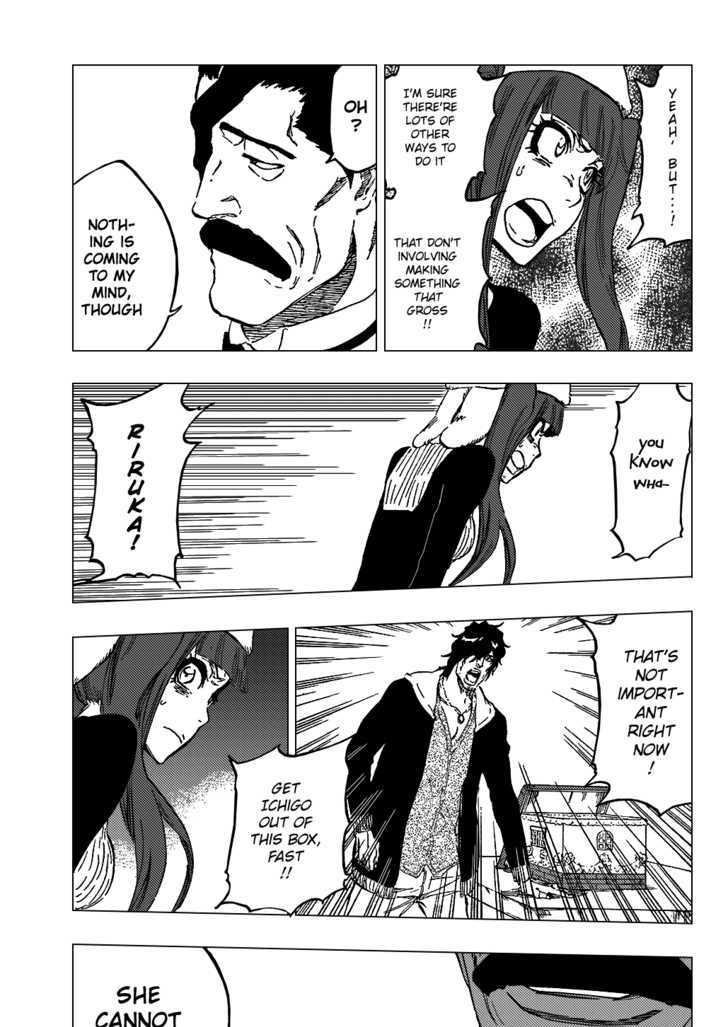 YEAH, BUT...!
I'M SURE
THERE'RE
LOTS OF
OTHER
WAYS TO
DO IT
THAT DON'T
INVOLVING
MAKING
SOMETHING
THAT
GROSS
!!
OH
?
NOTH-
ING IS
COMING
TO MY
MIND,
THOUGH
you
KNOW
WHA-
RIRUKA!
THAT'S
NOT
IMPORT-
ANT RIGHT
NOW
!
GET
ICHIGO
OUT OF
THIS BOX,
FAST
!!
SHE
CANNOT